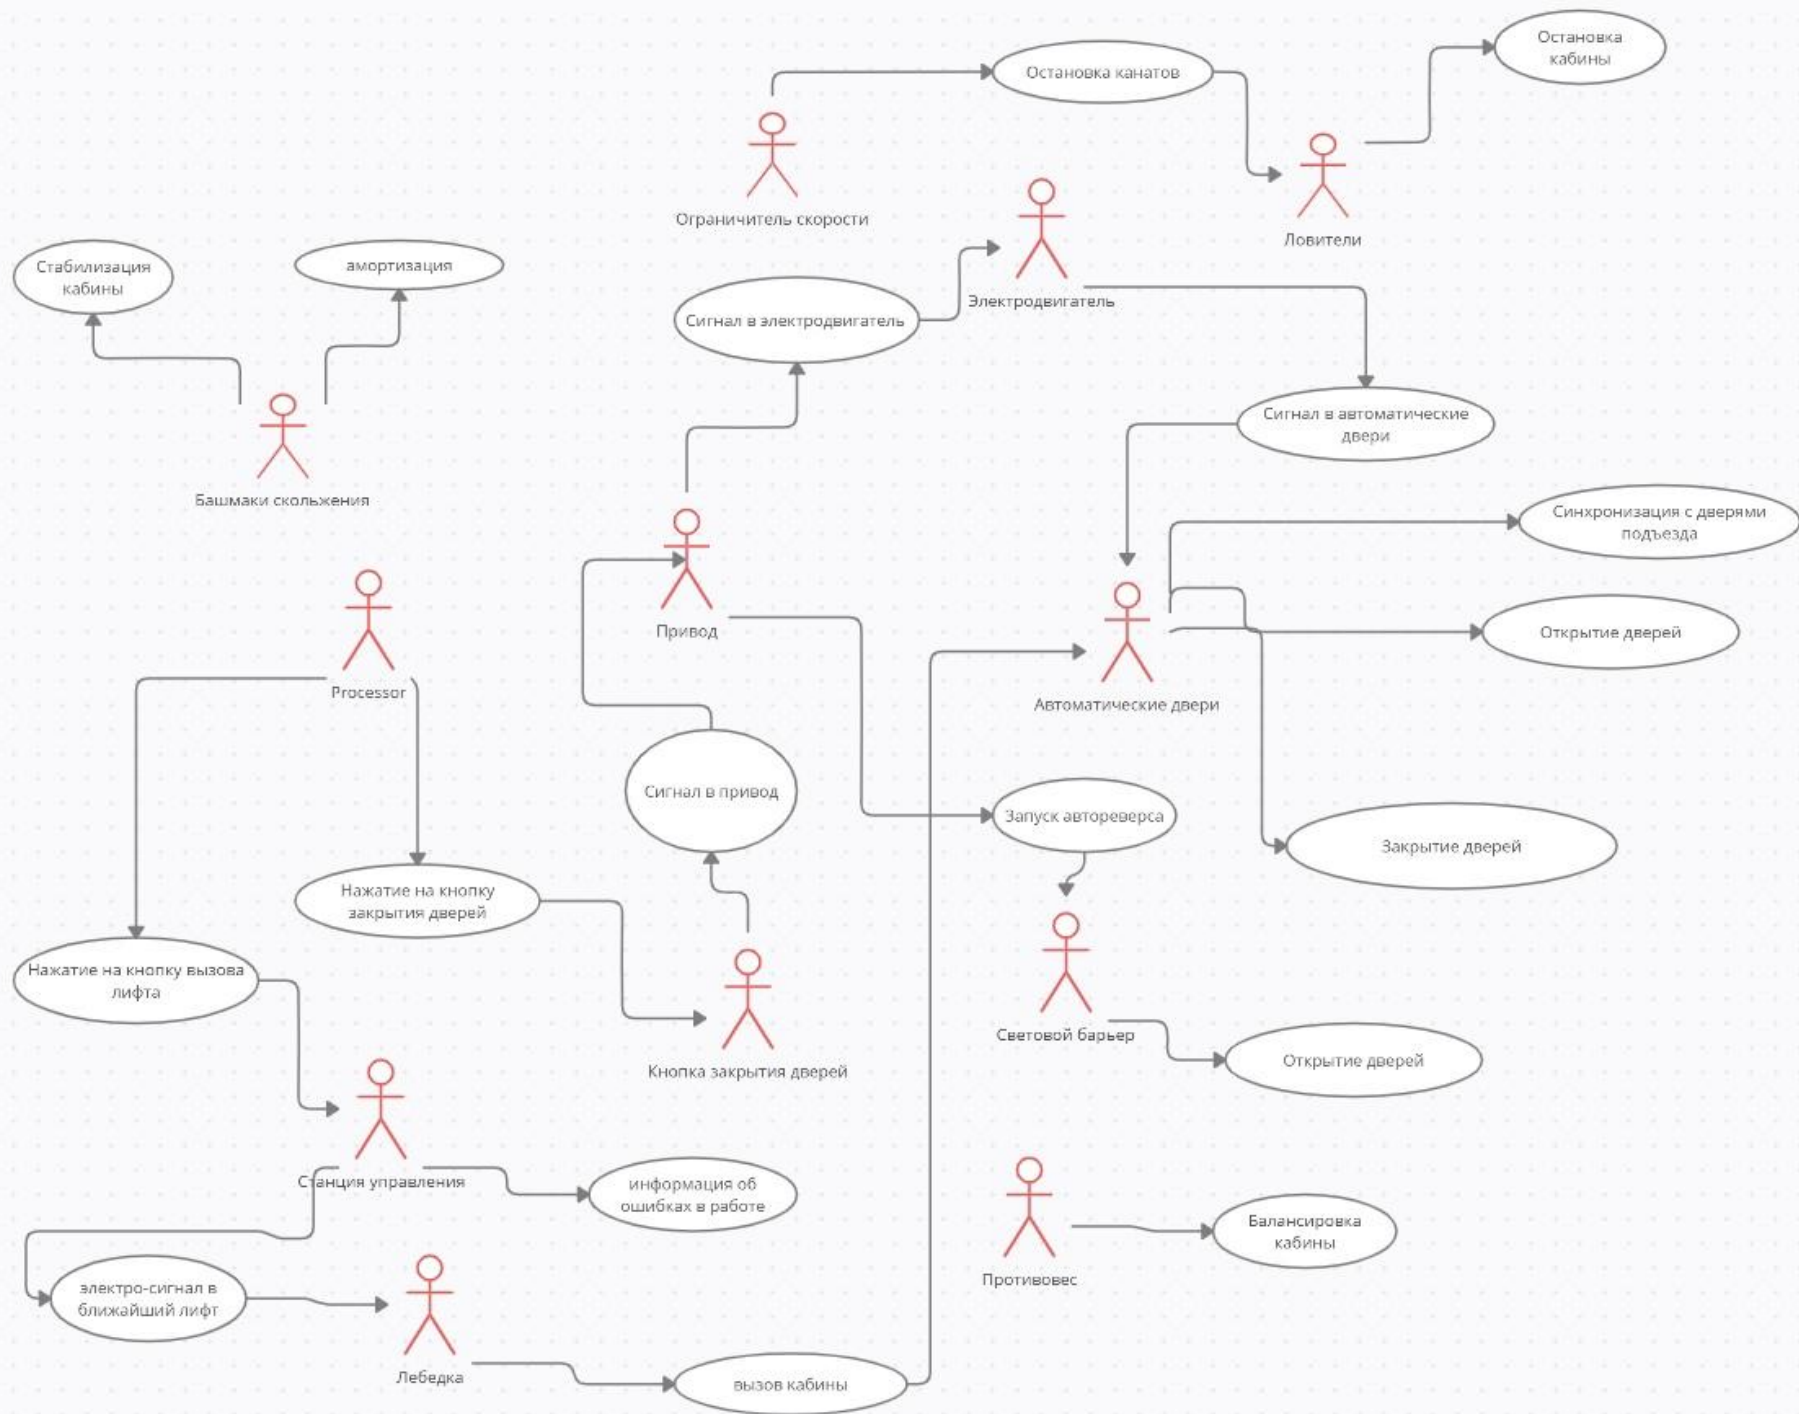 Остановка
кабины
Остановка канатов
Ограничитель скорости
Ловители
Стабилизация
кабины
амортизация
Электродвигатель
Сигнал в электродвигатель
Сигнал в автоматические
двери
Башмаки скольжения
Синхронизация с дверями
подъезда
Привод
Открытие дверей
Processor
Автоматические двери
Сигнал в привод
Запуск автореверса
Закрытие дверей
Нажатие на кнопку
закрытия дверей
Нажатие на кнопку вызова
лифта
Световой барьер
Открытие дверей
Кнопка закрытия дверей
Станция управления
информация об
ошибках в работе
Балансировка
кабины
Противовес
электро-сигнал в
ближайший лифт
Лебедка
вызов кабины